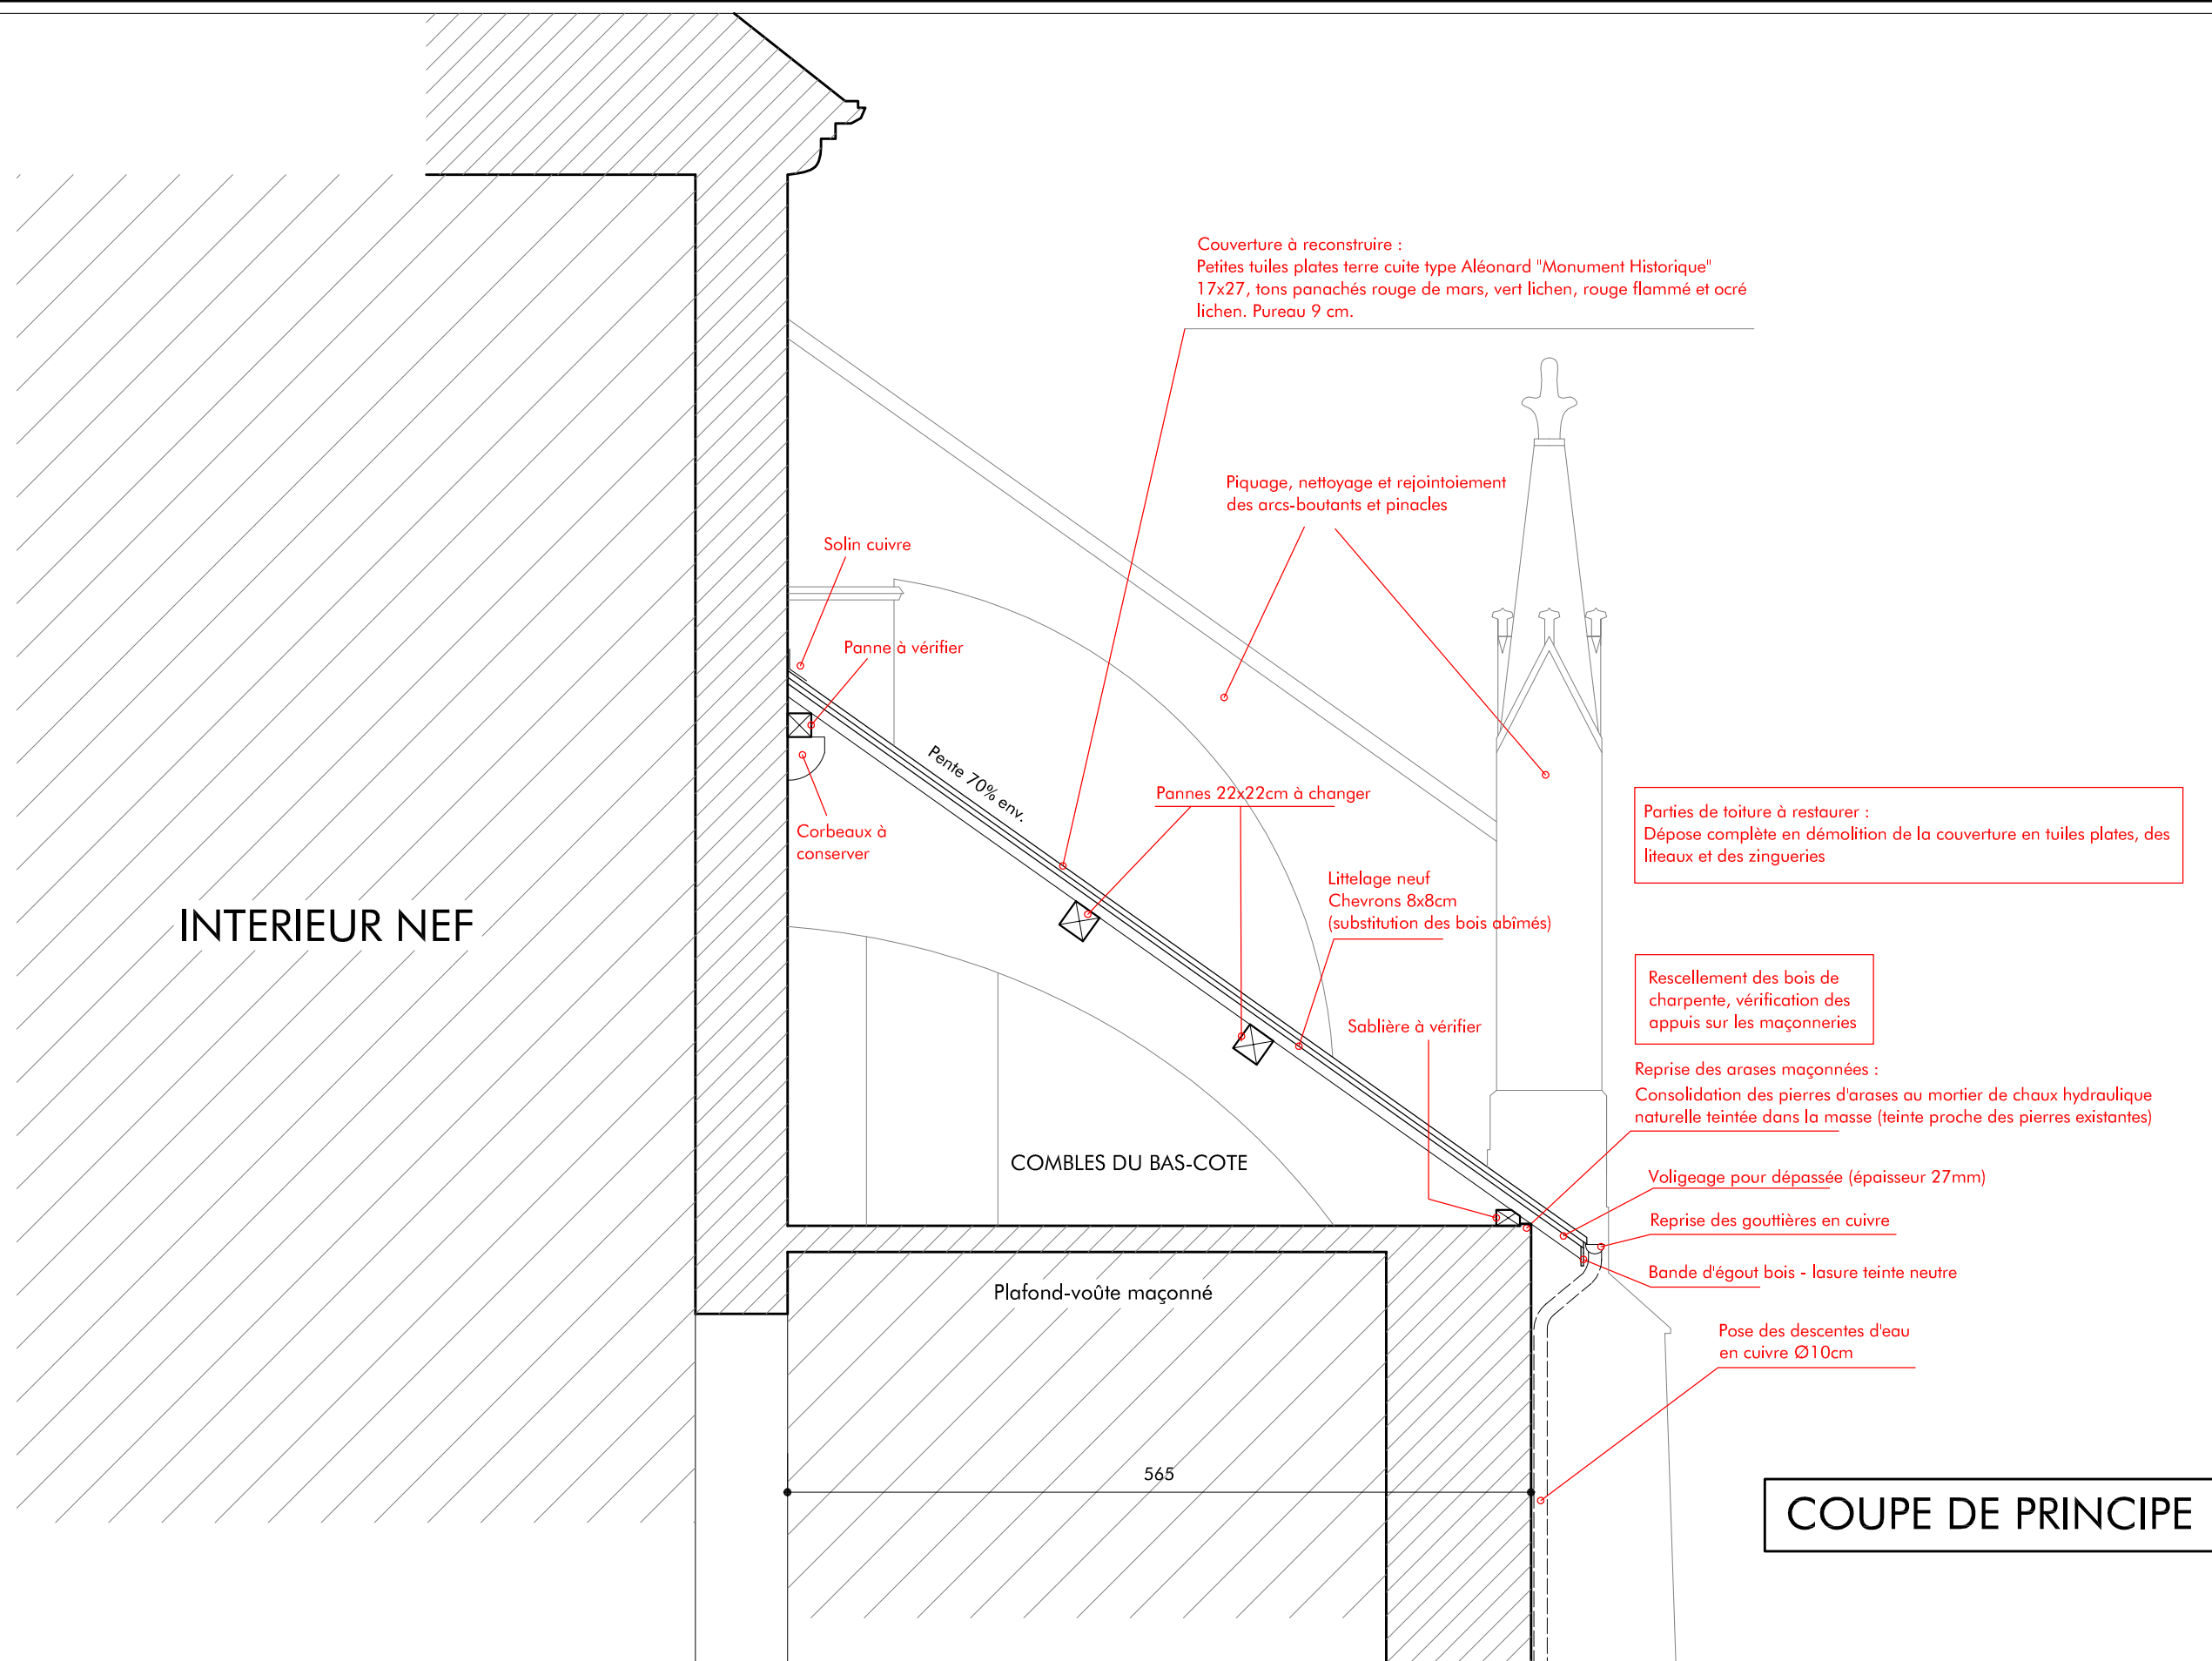 Couverture à reconstruire :
Petites tuiles plates terre cuite type Aléonard "Monument Historique"
17x27, tons panachés rouge de mars, vert lichen, rouge flammé et ocré
lichen. Pureau 9 cm.
Piquage, nettoyage et rejointoiement
des arcs-boutants et pinacles
Solin cuivre
Panne à vérifier
Pente 70% env.
Pannes 22x22cm à changer
Corbeaux à
conserver
Parties de toiture à restaurer :
Dépose complète en démolition de la couverture en tuiles plates, des
liteaux et des zingueries
Littelage neuf
Chevrons 8x8cm
(substitution des bois abîmés)
INTERIEUR NEF
Rescellement des bois de
charpente, vérification des
appuis sur les maçonneries
Sablière à vérifier
Reprise des arases maçonnées :
Consolidation des pierres d'arases au mortier de chaux hydraulique
naturelle teintée dans la masse (teinte proche des pierres existantes)
COMBLES DU BAS-COTE
Voligeage pour dépassée (épaisseur 27mm)
Reprise des gouttières en cuivre
Bande d'égout bois - lasure teinte neutre
Plafond-voûte maçonné
Pose des descentes d'eau
en cuivre Ø10cm
565
COUPE DE PRINCIPE